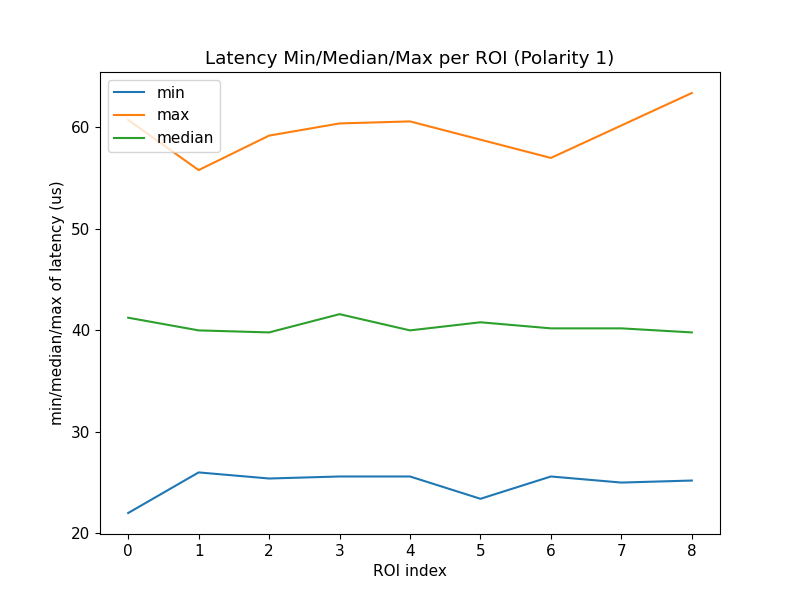 Latency Min/Median/Max per ROI (Polarity 1)
min
max
median
60
50
40
30
20
min/median/max of latency (us)
0 1 2 3 4 5 6 7 8
ROI index